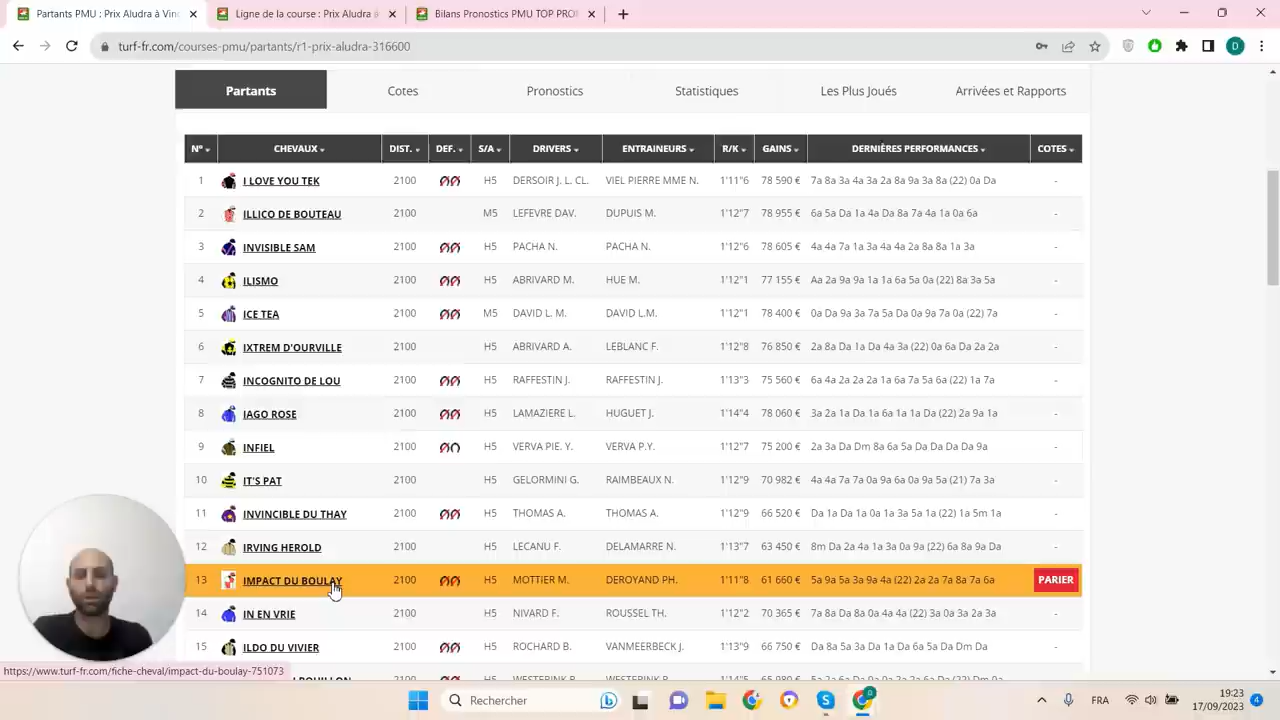 Partants PMU : Prix Aludra à Vinc
Ligne de la course : Prix Aludra à
Bilans Pronostics PMU TOP PRO
turf-fr.com/courses-pmu/partants/r1-prix-aludra-316600
D
Partants Cotes Pronostics Statistiques Les Plus Joués Arrivées et Rapports
N° CHEVAUX DIST. DEF. S/A DRIVERS ENTRAINEURS R/K GAINS DERNIÈRES PERFORMANCES COTES
1 I LOVE YOU TEK 2100 H5 DERSOIR J. L. CL. VIEL PIERRE MME N. 1'11"6 78 590 € 7a 8a 3a 4a 3a 2a 8a 9a 3a 8a (22) 0a Da -
2 ILLICO DE BOUTEAU 2100 M5 LEFEVRE DAV. DUPUIS M. 1'12"7 78 955 € 6a 5a Da 1a 4a Da 8a 7a 4a 1a 0a 6a -
3 INVISIBLE SAM 2100 H5 PACHA N. PACHA N. 1'12"6 78 605 € 4a 4a 7a 1a 3a 4a 4a 2a 8a 8a 1a 3a -
4 ILISMO 2100 H5 ABRIVARD M. HUE M. 1'12"1 77 155 € Aa 2a 9a 9a 1a 1a 6a 5a 0a (22) 8a 3a 5a -
5 ICE TEA 2100 M5 DAVID L. M. DAVID L.M. 1'12"1 78 400 € 0a Da 9a 3a 7a 5a Da 0a 9a 7a 0a (22) 7a -
6 IXTREM D'OURVILLE 2100 H5 ABRIVARD A. LEBLANC F. 1'12"8 76 850 € 2a 8a Da 1a Da 4a 3a (22) 0a 6a Da 2a 2a -
7 INCOGNITO DE LOU 2100 H5 RAFFESTIN J. RAFFESTIN J. 1'13"3 75 560 € 6a 4a 2a 2a 2a 1a 6a 7a 5a 6a (22) 1a 7a -
8 IAGO ROSE 2100 H5 LAMAZIERE L. HUGUET J. 1'14"4 78 060 € 3a 2a 1a Da 1a 6a 1a 1a Da (22) 2a 9a 1a -
9 INFIEL 2100 H5 VERVA PIE. Y. VERVA P.Y. 1'12"7 75 200 € 2a 3a Da Dm 8a 6a 5a Da Da Da Da 9a -
10 IT'S PAT 2100 H5 GELORMINI G. RAIMBEAUX N. 1'12"9 70 982 € 4a 4a 7a 7a 0a 9a 6a 0a 9a 5a (21) 7a 3a -
11 INVINCIBLE DU THAY 2100 H5 THOMAS A. THOMAS A. 1'12"9 66 520 € Da 1a Da 1a 0a 1a 3a 5a 1a (22) 1a 5m 1a -
12 IRVING HEROLD 2100 H5 LECANU F. DELAMARRE N. 1'13"7 63 450 € 8m Da 2a 4a 1a 3a 0a 9a (22) 6a 8a 9a Da -
13 IMPACT DU BOULAY 2100 H5 MOTTIER M. DEROYAND PH. 1'11"8 61 660 € 5a 9a 5a 3a 9a 4a (22) 2a 2a 7a 8a 7a 6a PARIER
14 IN EN VRIE 2100 H5 NIVARD F. ROUSSEL TH. 1'12"2 70 365 € 7a 8a Da 8a 0a 4a 4a (22) 3a 0a 3a 2a 3a -
15 ILDO DU VIVIER 2100 H5 ROCHARD B. VANMEERBECK J. 1'13"9 66 750 € Da 8a 5a 3a Da 1a Da 6a 5a Da Dm Da -
https://www.turf-fr.com/fiche-cheval/impact-du-boulay-751073
Rechercher
FRA
19:23
17/09/2023